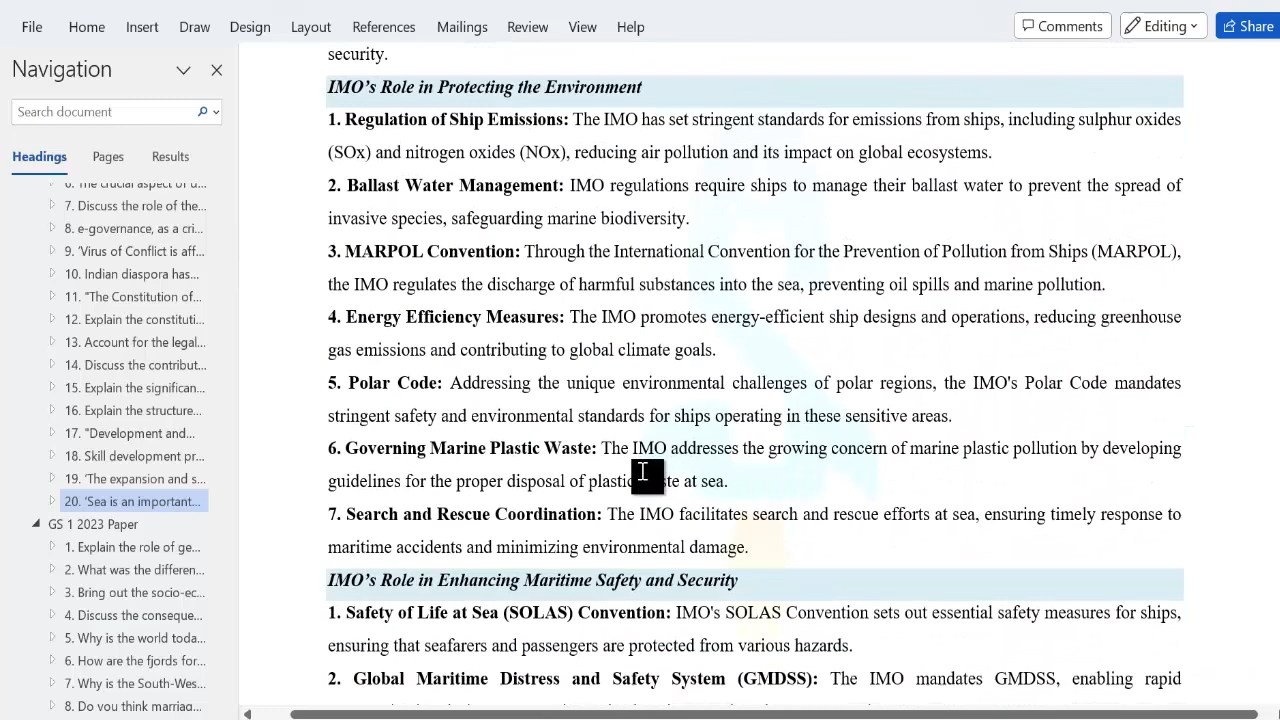 File Home Insert Draw Design Layout References Mailings Review View Help Comments Editing Share
Navigation
Search document
Headings Pages Results
7. Discuss the role of the...
8. e-governance, as a cri...
9. 'Virus of Conflict is aff...
10. Indian diaspora has...
11. "The Constitution of...
12. Explain the constituti...
13. Account for the legal...
14. Discuss the contribut...
15. Explain the significan...
16. Explain the structure...
17. "Development and...
18. Skill development pr...
19. 'The expansion and s...
20. 'Sea is an important...
GS 1 2023 Paper
1. Explain the role of ge...
2. What was the differen...
3. Bring out the socio-ec...
4. Discuss the conseque...
5. Why is the world toda...
6. How are the fjords for...
7. Why is the South-Wes...
8. Do you think marriag...
security.
IMO's Role in Protecting the Environment
1. Regulation of Ship Emissions: The IMO has set stringent standards for emissions from ships, including sulphur oxides
(SOx) and nitrogen oxides (NOx), reducing air pollution and its impact on global ecosystems.
2. Ballast Water Management: IMO regulations require ships to manage their ballast water to prevent the spread of
invasive species, safeguarding marine biodiversity.
3. MARPOL Convention: Through the International Convention for the Prevention of Pollution from Ships (MARPOL),
the IMO regulates the discharge of harmful substances into the sea, preventing oil spills and marine pollution.
4. Energy Efficiency Measures: The IMO promotes energy-efficient ship designs and operations, reducing greenhouse
gas emissions and contributing to global climate goals.
5. Polar Code: Addressing the unique environmental challenges of polar regions, the IMO's Polar Code mandates
stringent safety and environmental standards for ships operating in these sensitive areas.
6. Governing Marine Plastic Waste: The IMO addresses the growing concern of marine plastic pollution by developing
guidelines for the proper disposal of plastic at sea.
7. Search and Rescue Coordination: The IMO facilitates search and rescue efforts at sea, ensuring timely response to
maritime accidents and minimizing environmental damage.
IMO's Role in Enhancing Maritime Safety and Security
1. Safety of Life at Sea (SOLAS) Convention: IMO's SOLAS Convention sets out essential safety measures for ships,
ensuring that seafarers and passengers are protected from various hazards.
2. Global Maritime Distress and Safety System (GMDSS): The IMO mandates GMDSS, enabling rapid